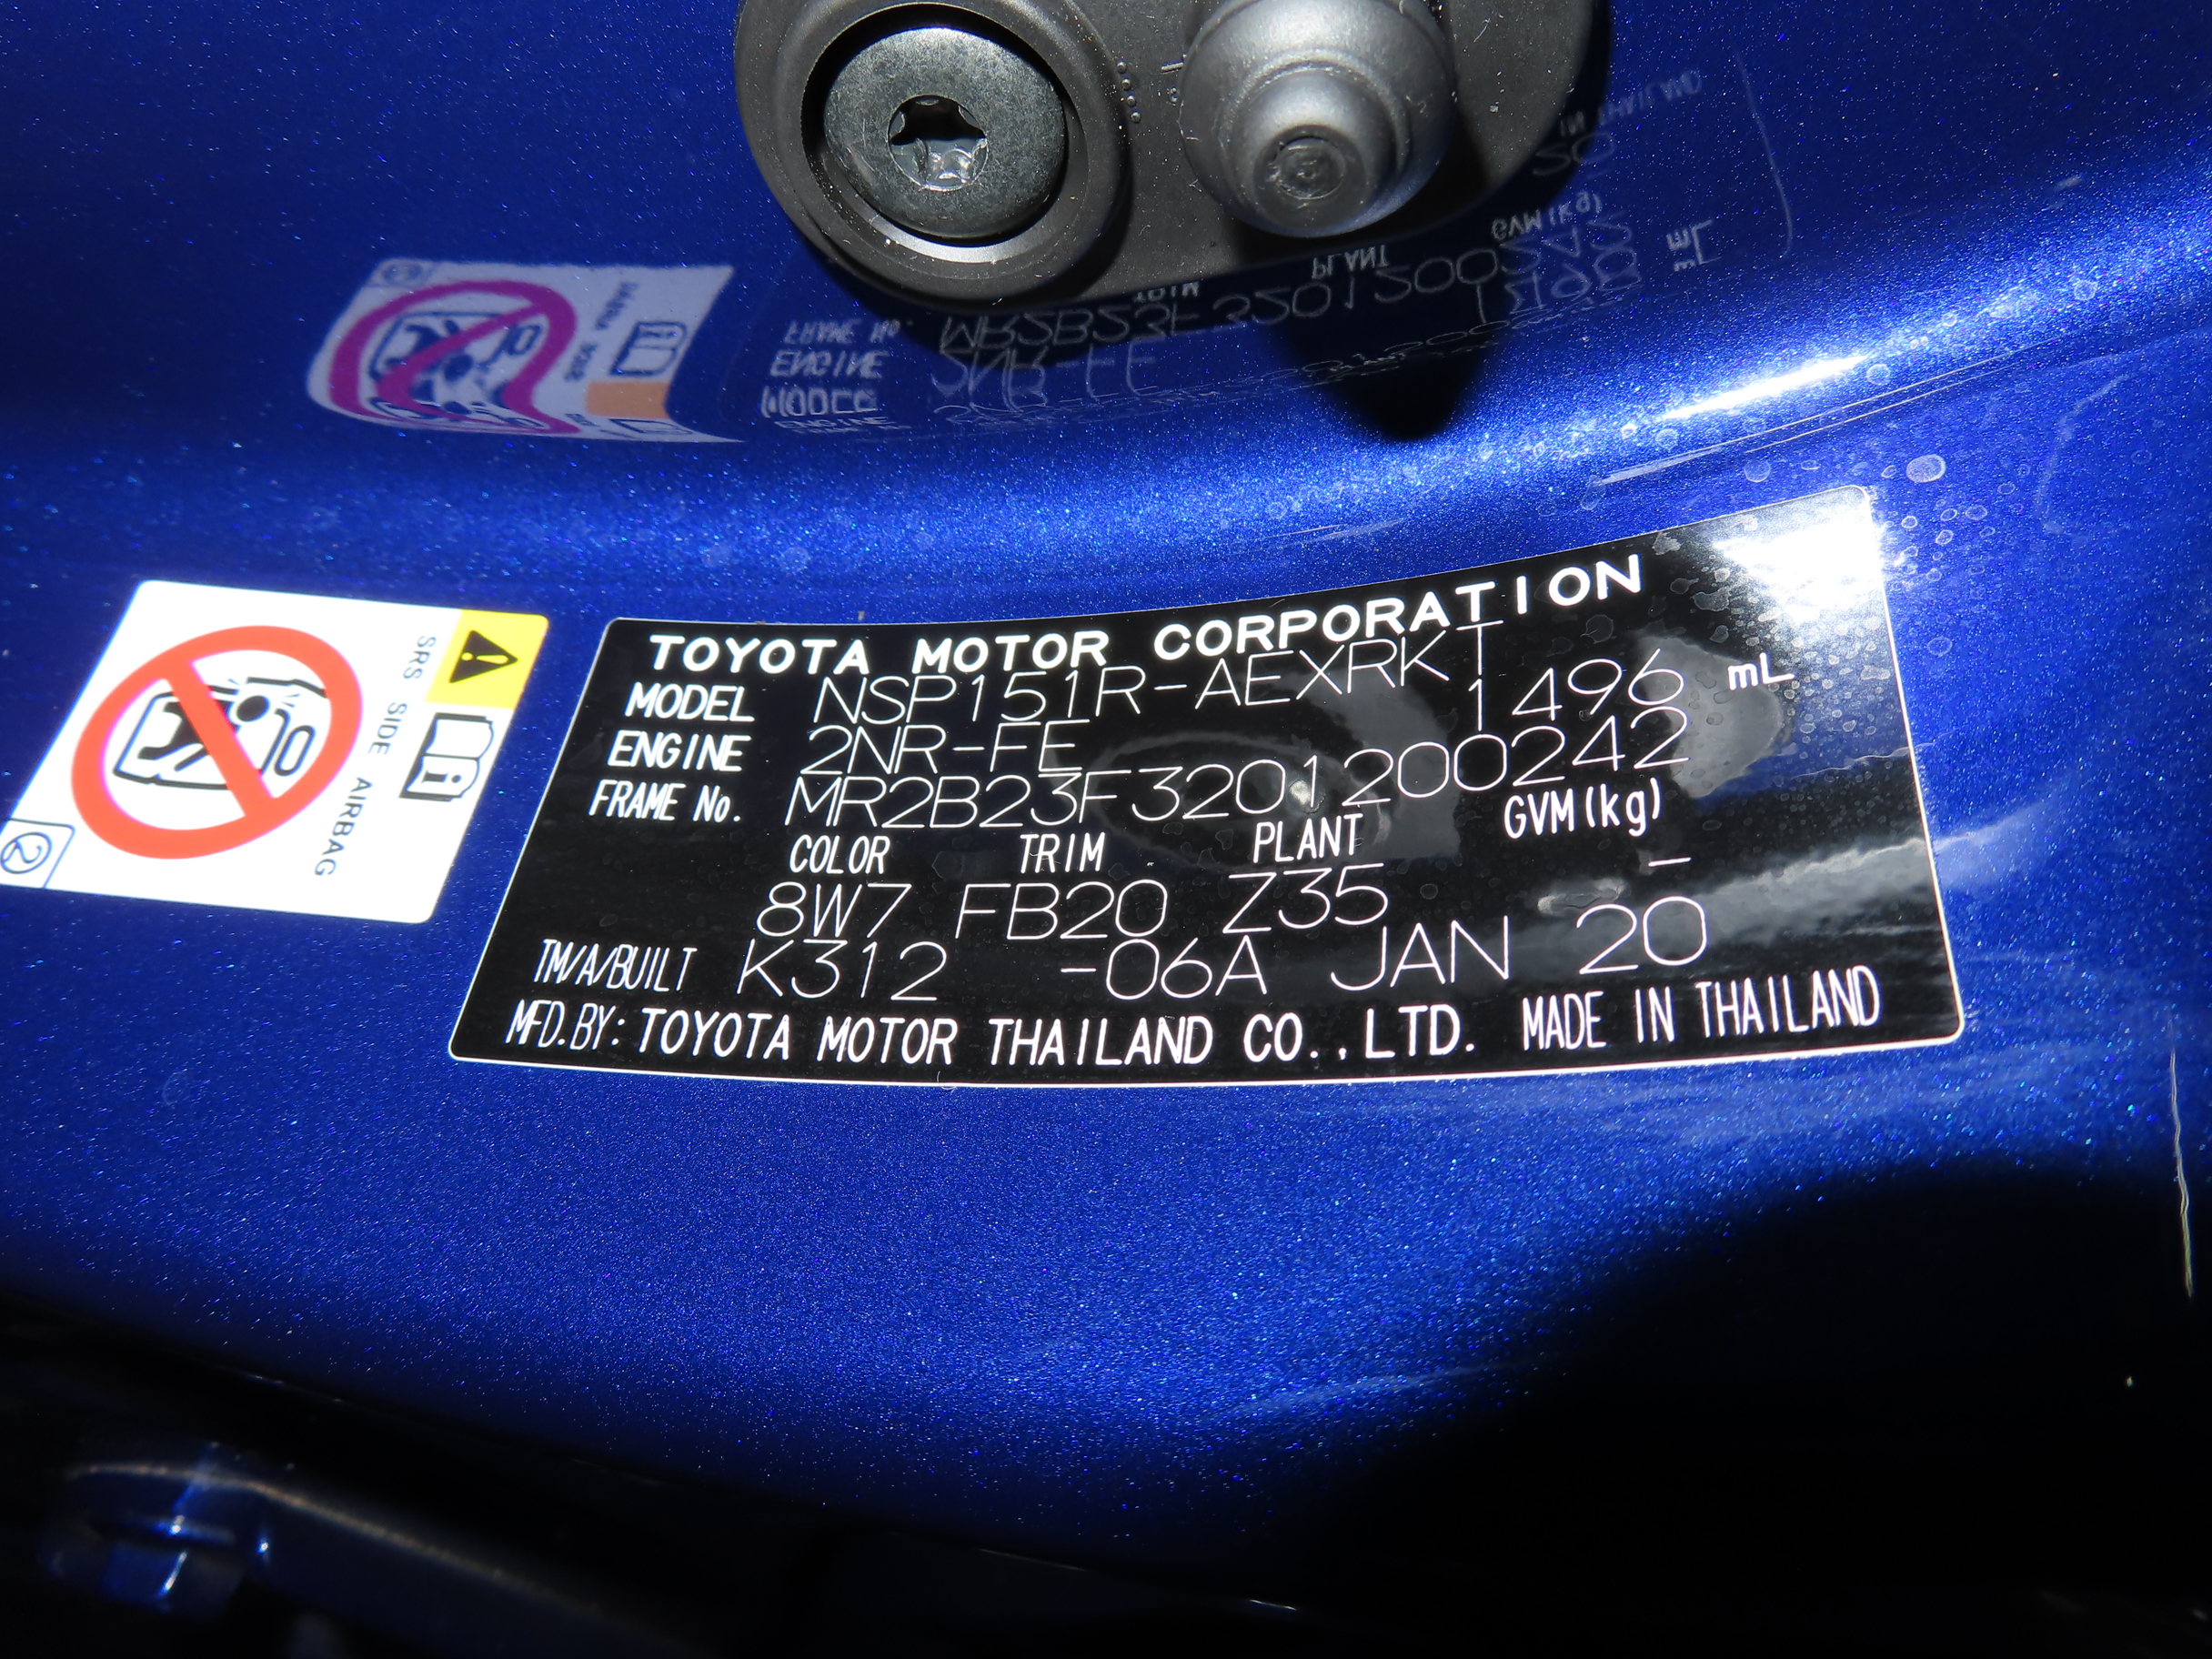 TOYOTA MOTOR CORPORATION
MODEL NSP151R-AEXRKT
ENGINE 2NR-FE 1496 mL
FRAME No. MR2B23F3201200242
COLOR TRIM PLANT GVM(kg)
8W7 FB20 Z35 –
TM/A/BUILT K312 -06A JAN 20
MFD.BY: TOYOTA MOTOR THAILAND CO.,LTD. MADE IN THAILAND
SRS SIDE AIRBAG
2